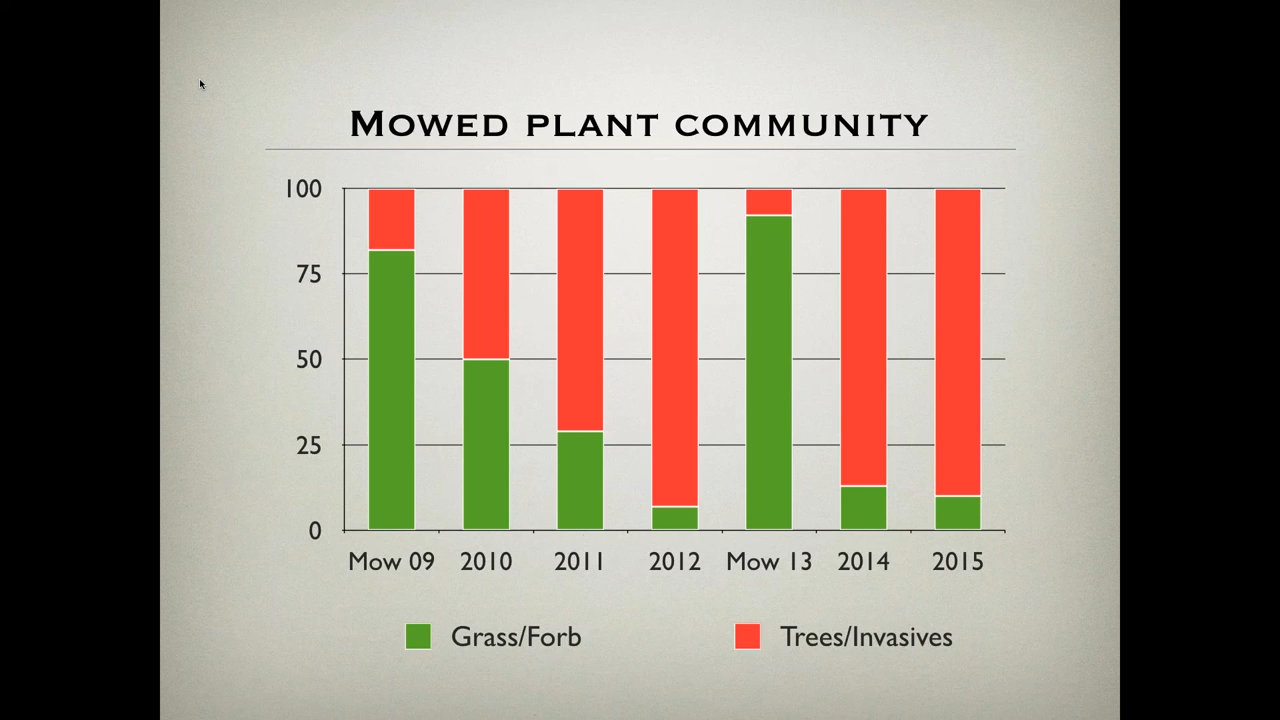 MOWED PLANT COMMUNITY
100
75
50
25
0
Mow 09 2010 2011 2012 Mow 13 2014 2015
Grass/Forb Trees/Invasives